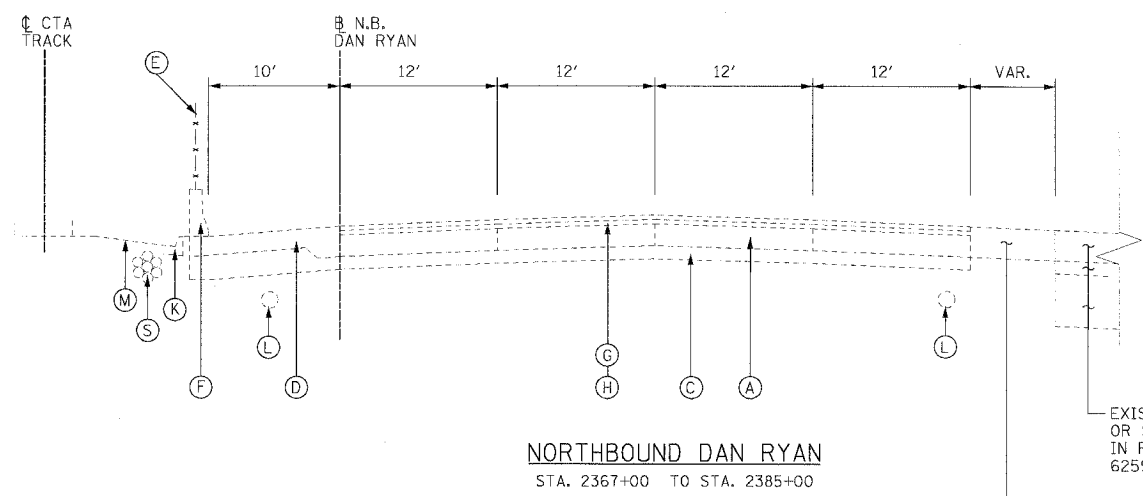 ℄ CTA
TRACK
E
10'
B N.B.
DAN RYAN
12'
12'
12'
12'
VAR.
M
S
K
L
F
D
G
H
C
A
L
EXIS
OR
IN F
625
NORTHBOUND DAN RYAN
STA. 2367+00 TO STA. 2385+00